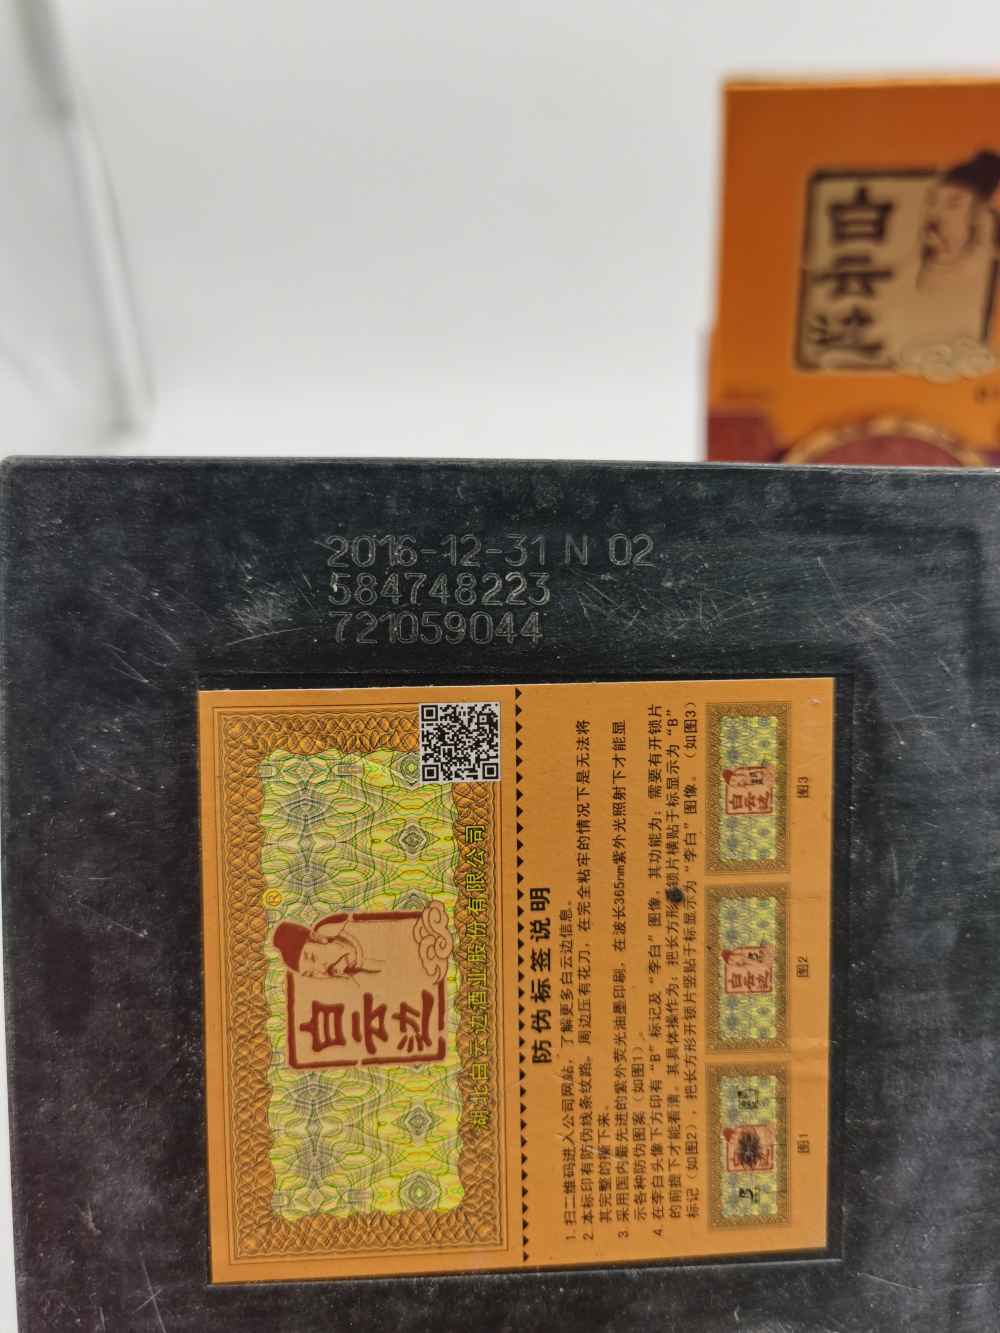 白云边
2016-12-31 N 02
584748223
721059044
®
白云边
湖北白云边酒业股份有限公司
防伪标签说明
1. 扫二维码进入公司网站，了解更多白云边信息。
2. 本标印有防伪线条纹路。周边压有花刀，在完全粘牢的情况下是无法将
其完整的揭下来。
3. 采用国内最先进的紫外荧光油墨印刷，在波长365nm紫外光照射下才能显
示各种防伪图案（如图1）。
4. 在李白头像下方印有“B”标记及“李白”图像，其功能为：需要有开锁片
的前提下才能看清。其具体操作为：把长方形开锁片横贴于标显示为“B”
标记（如图2），把长方形开锁片竖贴于标显示为“李白”图像。（如图3）
白云边
图1
白云边
图2
白云边
图3